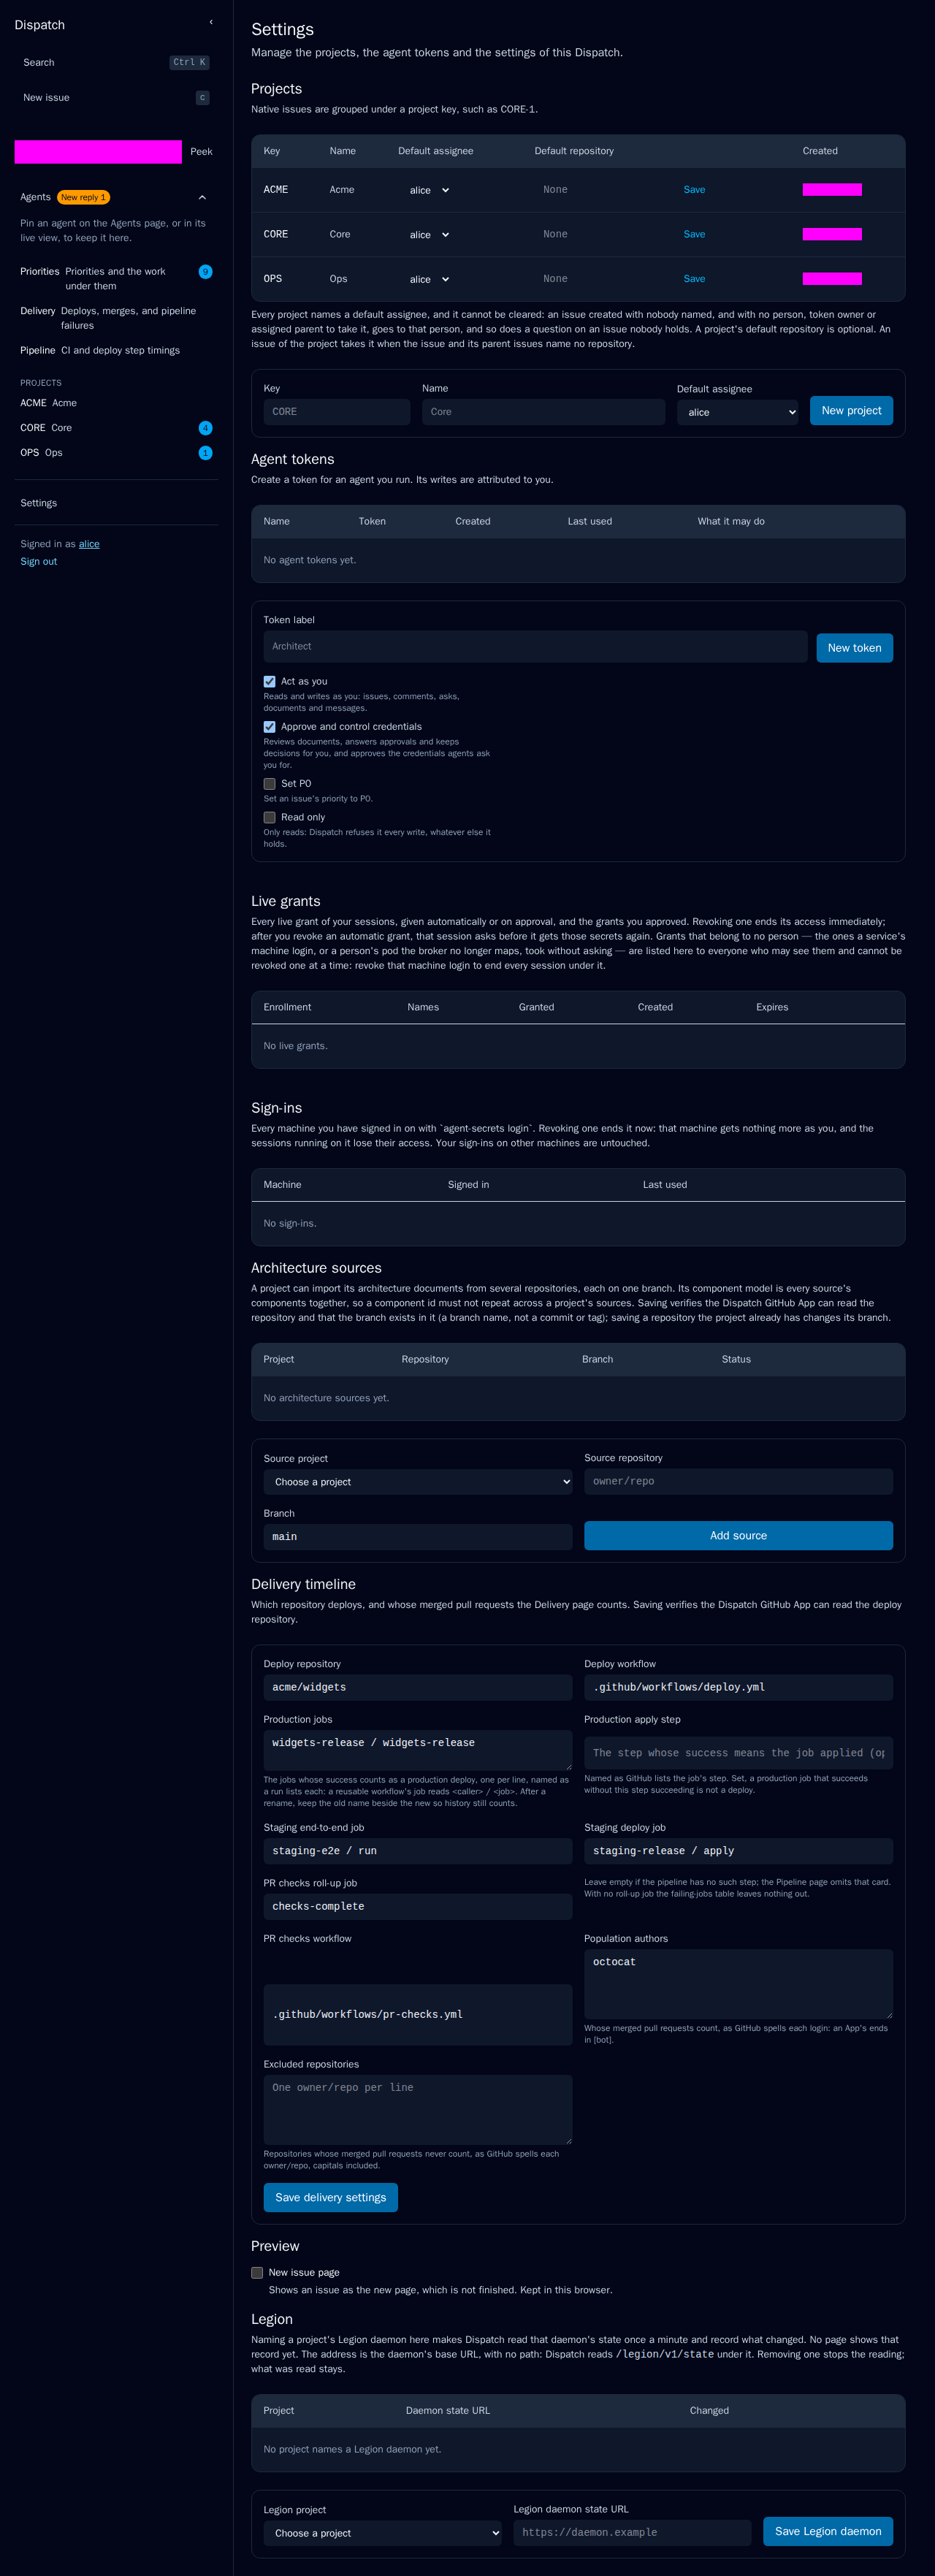 Dispatch
‹
Search Ctrl K
New issue c
Peek
Agents New reply 1
Pin an agent on the Agents page, or in its
live view, to keep it here.
Priorities Priorities and the work 9
under them
Delivery Deploys, merges, and pipeline
failures
Pipeline CI and deploy step timings
PROJECTS
ACME Acme
CORE Core 4
OPS Ops 1
Settings
Signed in as alice
Sign out
Settings
Manage the projects, the agent tokens and the settings of this Dispatch.
Projects
Native issues are grouped under a project key, such as CORE-1.
Key Name Default assignee Default repository Created
ACME Acme alice None Save
CORE Core alice None Save
OPS Ops alice None Save
Every project names a default assignee, and it cannot be cleared: an issue created with nobody named, and with no person, token owner or
assigned parent to take it, goes to that person, and so does a question on an issue nobody holds. A project's default repository is optional. An
issue of the project takes it when the issue and its parent issues name no repository.
Key Name Default assignee
CORE Core alice New project
Agent tokens
Create a token for an agent you run. Its writes are attributed to you.
Name Token Created Last used What it may do
No agent tokens yet.
Token label
Architect New token
Act as you
Reads and writes as you: issues, comments, asks,
documents and messages.
Approve and control credentials
Reviews documents, answers approvals and keeps
decisions for you, and approves the credentials agents ask
you for.
Set P0
Set an issue's priority to P0.
Read only
Only reads: Dispatch refuses it every write, whatever else it
holds.
Live grants
Every live grant of your sessions, given automatically or on approval, and the grants you approved. Revoking one ends its access immediately;
after you revoke an automatic grant, that session asks before it gets those secrets again. Grants that belong to no person — the ones a service's
machine login, or a person's pod the broker no longer maps, took without asking — are listed here to everyone who may see them and cannot be
revoked one at a time: revoke that machine login to end every session under it.
Enrollment Names Granted Created Expires
No live grants.
Sign-ins
Every machine you have signed in on with `agent-secrets login`. Revoking one ends it now: that machine gets nothing more as you, and the
sessions running on it lose their access. Your sign-ins on other machines are untouched.
Machine Signed in Last used
No sign-ins.
Architecture sources
A project can import its architecture documents from several repositories, each on one branch. Its component model is every source's
components together, so a component id must not repeat across a project's sources. Saving verifies the Dispatch GitHub App can read the
repository and that the branch exists in it (a branch name, not a commit or tag); saving a repository the project already has changes its branch.
Project Repository Branch Status
No architecture sources yet.
Source project Source repository
Choose a project owner/repo
Branch
main Add source
Delivery timeline
Which repository deploys, and whose merged pull requests the Delivery page counts. Saving verifies the Dispatch GitHub App can read the deploy
repository.
Deploy repository Deploy workflow
acme/widgets .github/workflows/deploy.yml
Production jobs Production apply step
widgets-release / widgets-release The step whose success means the job applied (op
The jobs whose success counts as a production deploy, one per line, named as
a run lists each: a reusable workflow's job reads <caller> / <job>. After a
rename, keep the old name beside the new so history still counts.
Named as GitHub lists the job's step. Set, a production job that succeeds
without this step succeeding is not a deploy.
Staging end-to-end job Staging deploy job
staging-e2e / run staging-release / apply
PR checks roll-up job
checks-complete
Leave empty if the pipeline has no such step; the Pipeline page omits that card.
With no roll-up job the failing-jobs table leaves nothing out.
PR checks workflow Population authors
.github/workflows/pr-checks.yml
octocat
Whose merged pull requests count, as GitHub spells each login: an App's ends
in [bot].
Excluded repositories
One owner/repo per line
Repositories whose merged pull requests never count, as GitHub spells each
owner/repo, capitals included.
Save delivery settings
Preview
New issue page
Shows an issue as the new page, which is not finished. Kept in this browser.
Legion
Naming a project's Legion daemon here makes Dispatch read that daemon's state once a minute and record what changed. No page shows that
record yet. The address is the daemon's base URL, with no path: Dispatch reads /legion/v1/state under it. Removing one stops the reading;
what was read stays.
Project Daemon state URL Changed
No project names a Legion daemon yet.
Legion project Legion daemon state URL
Choose a project https://daemon.example Save Legion daemon